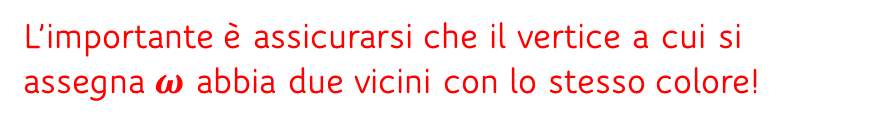 L'importante è assicurarsi che il vertice a cui si
assegna ω abbia due vicini con lo stesso colore!